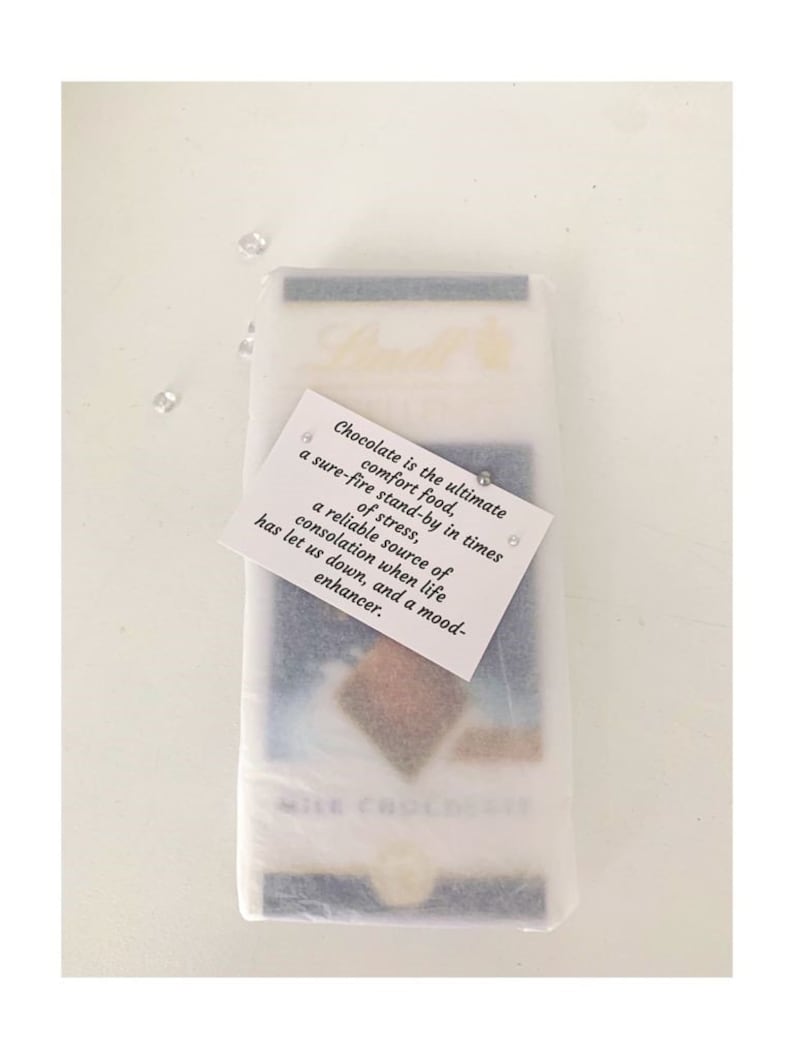 Lindt
Chocolate is the ultimate
comfort food,
a sure-fire stand-by in times
of stress,
a reliable source of
consolation when life
has let us down, and a mood-
enhancer.
MILK CHOCOLATE